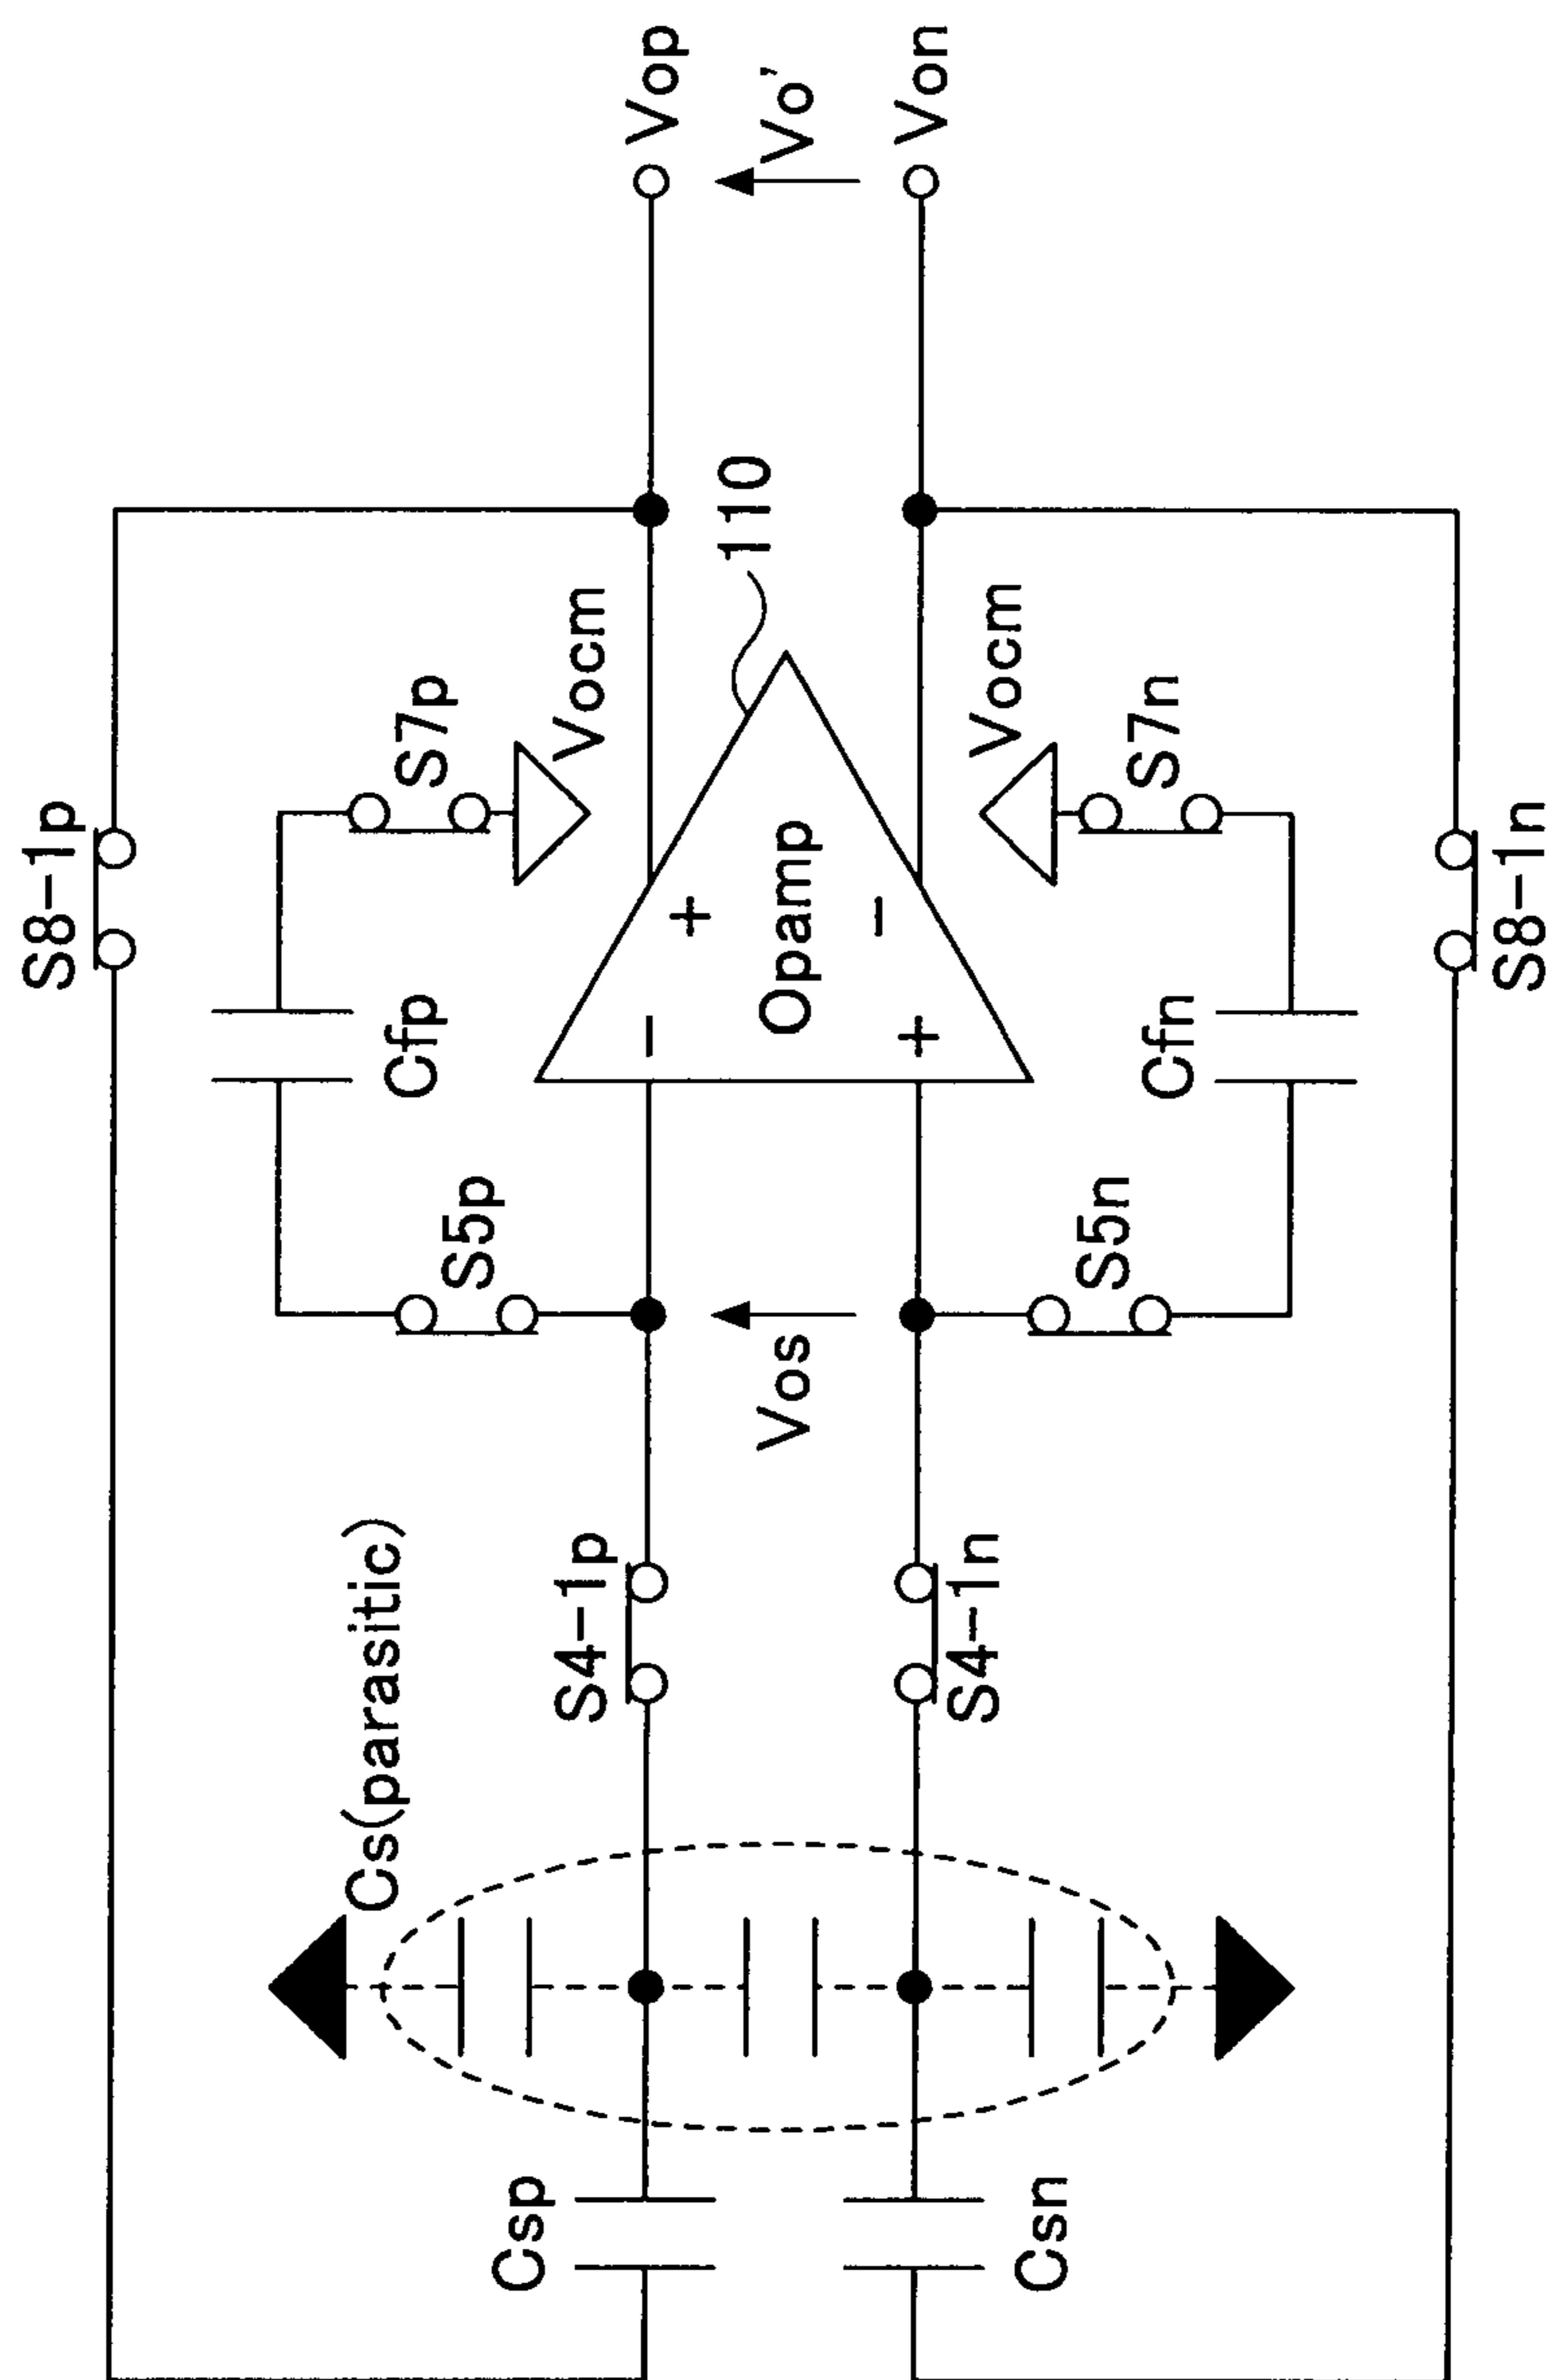 S8-1p
Cfp
S7p
Vocm
S5p
Cs(parasitic)
S4-1p
Csp
Vop
110
Opamp
+
-
-
+
Vos
Vo'
Csn
S4-1n
Von
Vocm
S7n
S5n
Cfn
S8-1n